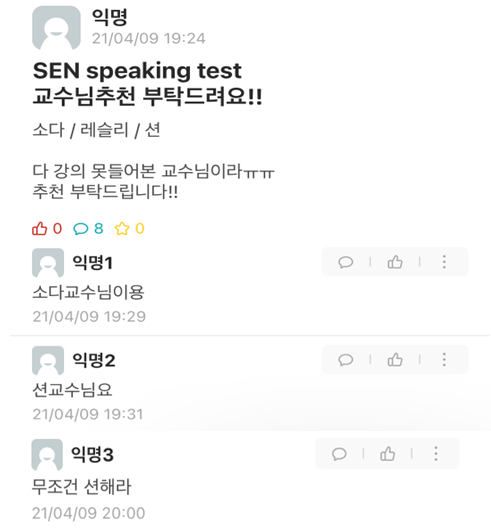 익명
21/04/09 19:24
SEN speaking test
교수님추천 부탁드려요!!
소다 / 레슬리 / 션
다 강의 못들어본 교수님이라ㅠㅠ
추천 부탁드립니다!!
0 8 0
익명1
소다교수님이용
21/04/09 19:29
익명2
션교수님요
21/04/09 19:31
익명3
무조건 션해라
21/04/09 20:00